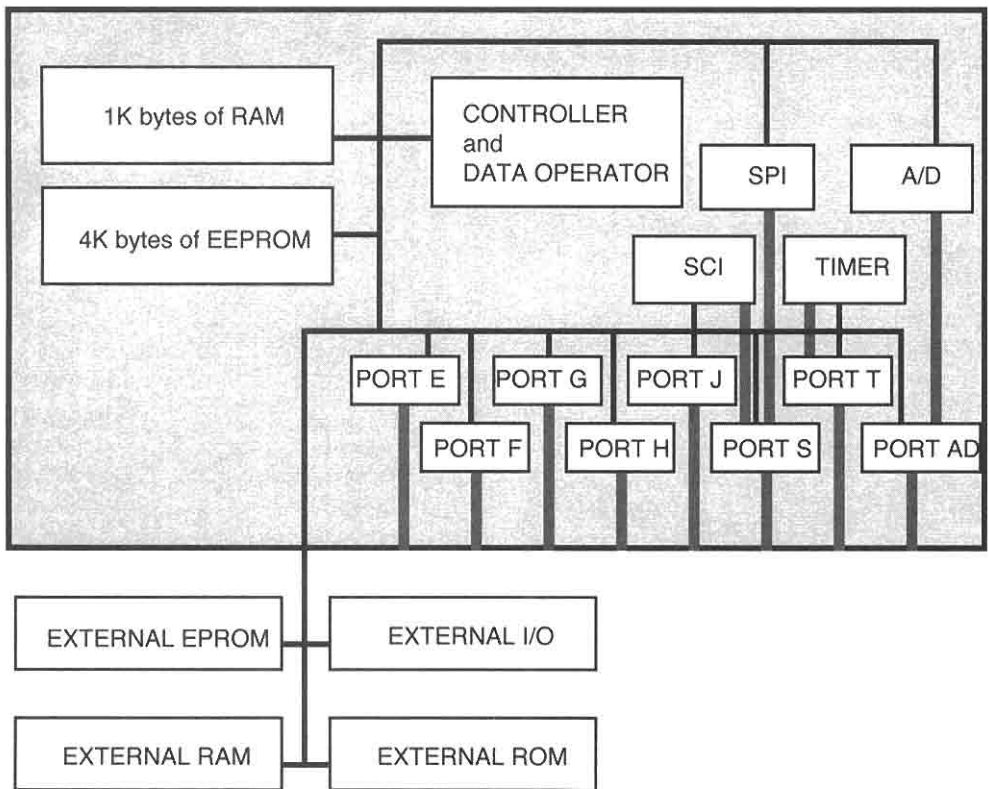 1K bytes of RAM
CONTROLLER
and
DATA OPERATOR
SPI
A/D
4K bytes of EEPROM
SCI
TIMER
PORT E
PORT G
PORT J
PORT T
PORT F
PORT H
PORT S
PORT AD
EXTERNAL EPROM
EXTERNAL I/O
EXTERNAL RAM
EXTERNAL ROM